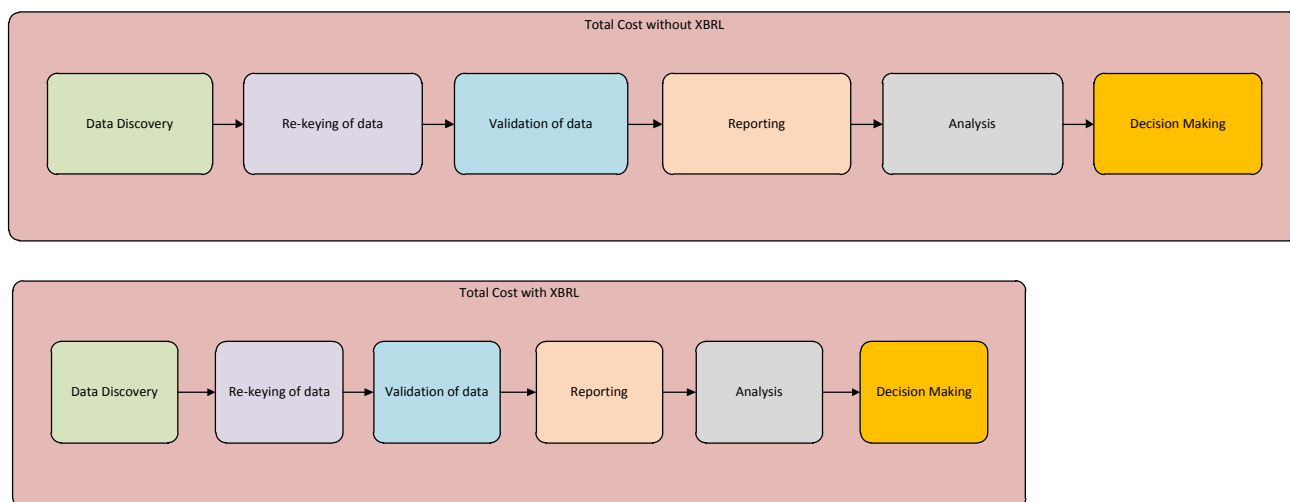 Total Cost without XBRL
Data Discovery
Re-keying of data
Validation of data
Reporting
Analysis
Decision Making
Total Cost with XBRL
Data Discovery
Re-keying of data
Validation of data
Reporting
Analysis
Decision Making